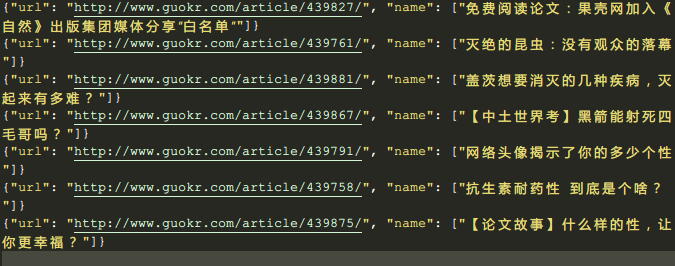 {"url": "http://www.guokr.com/article/439827/", "name": ["免费阅读论文：果壳网加入《
自然》出版集团媒体分享“白名单”"]}
{"url": "http://www.guokr.com/article/439761/", "name": ["灭绝的昆虫：没有观众的落幕
"]}
{"url": "http://www.guokr.com/article/439881/", "name": ["盖茨想要消灭的几种疾病，灭
起来有多难？"]}
{"url": "http://www.guokr.com/article/439867/", "name": ["【中土世界考】黑箭能射死四
毛哥吗？"]}
{"url": "http://www.guokr.com/article/439791/", "name": ["网络头像揭示了你的多少个性
"]}
{"url": "http://www.guokr.com/article/439758/", "name": ["抗生素耐药性 到底是个啥？
"]}
{"url": "http://www.guokr.com/article/439875/", "name": ["【论文故事】什么样的性，让
你更幸福？"]}